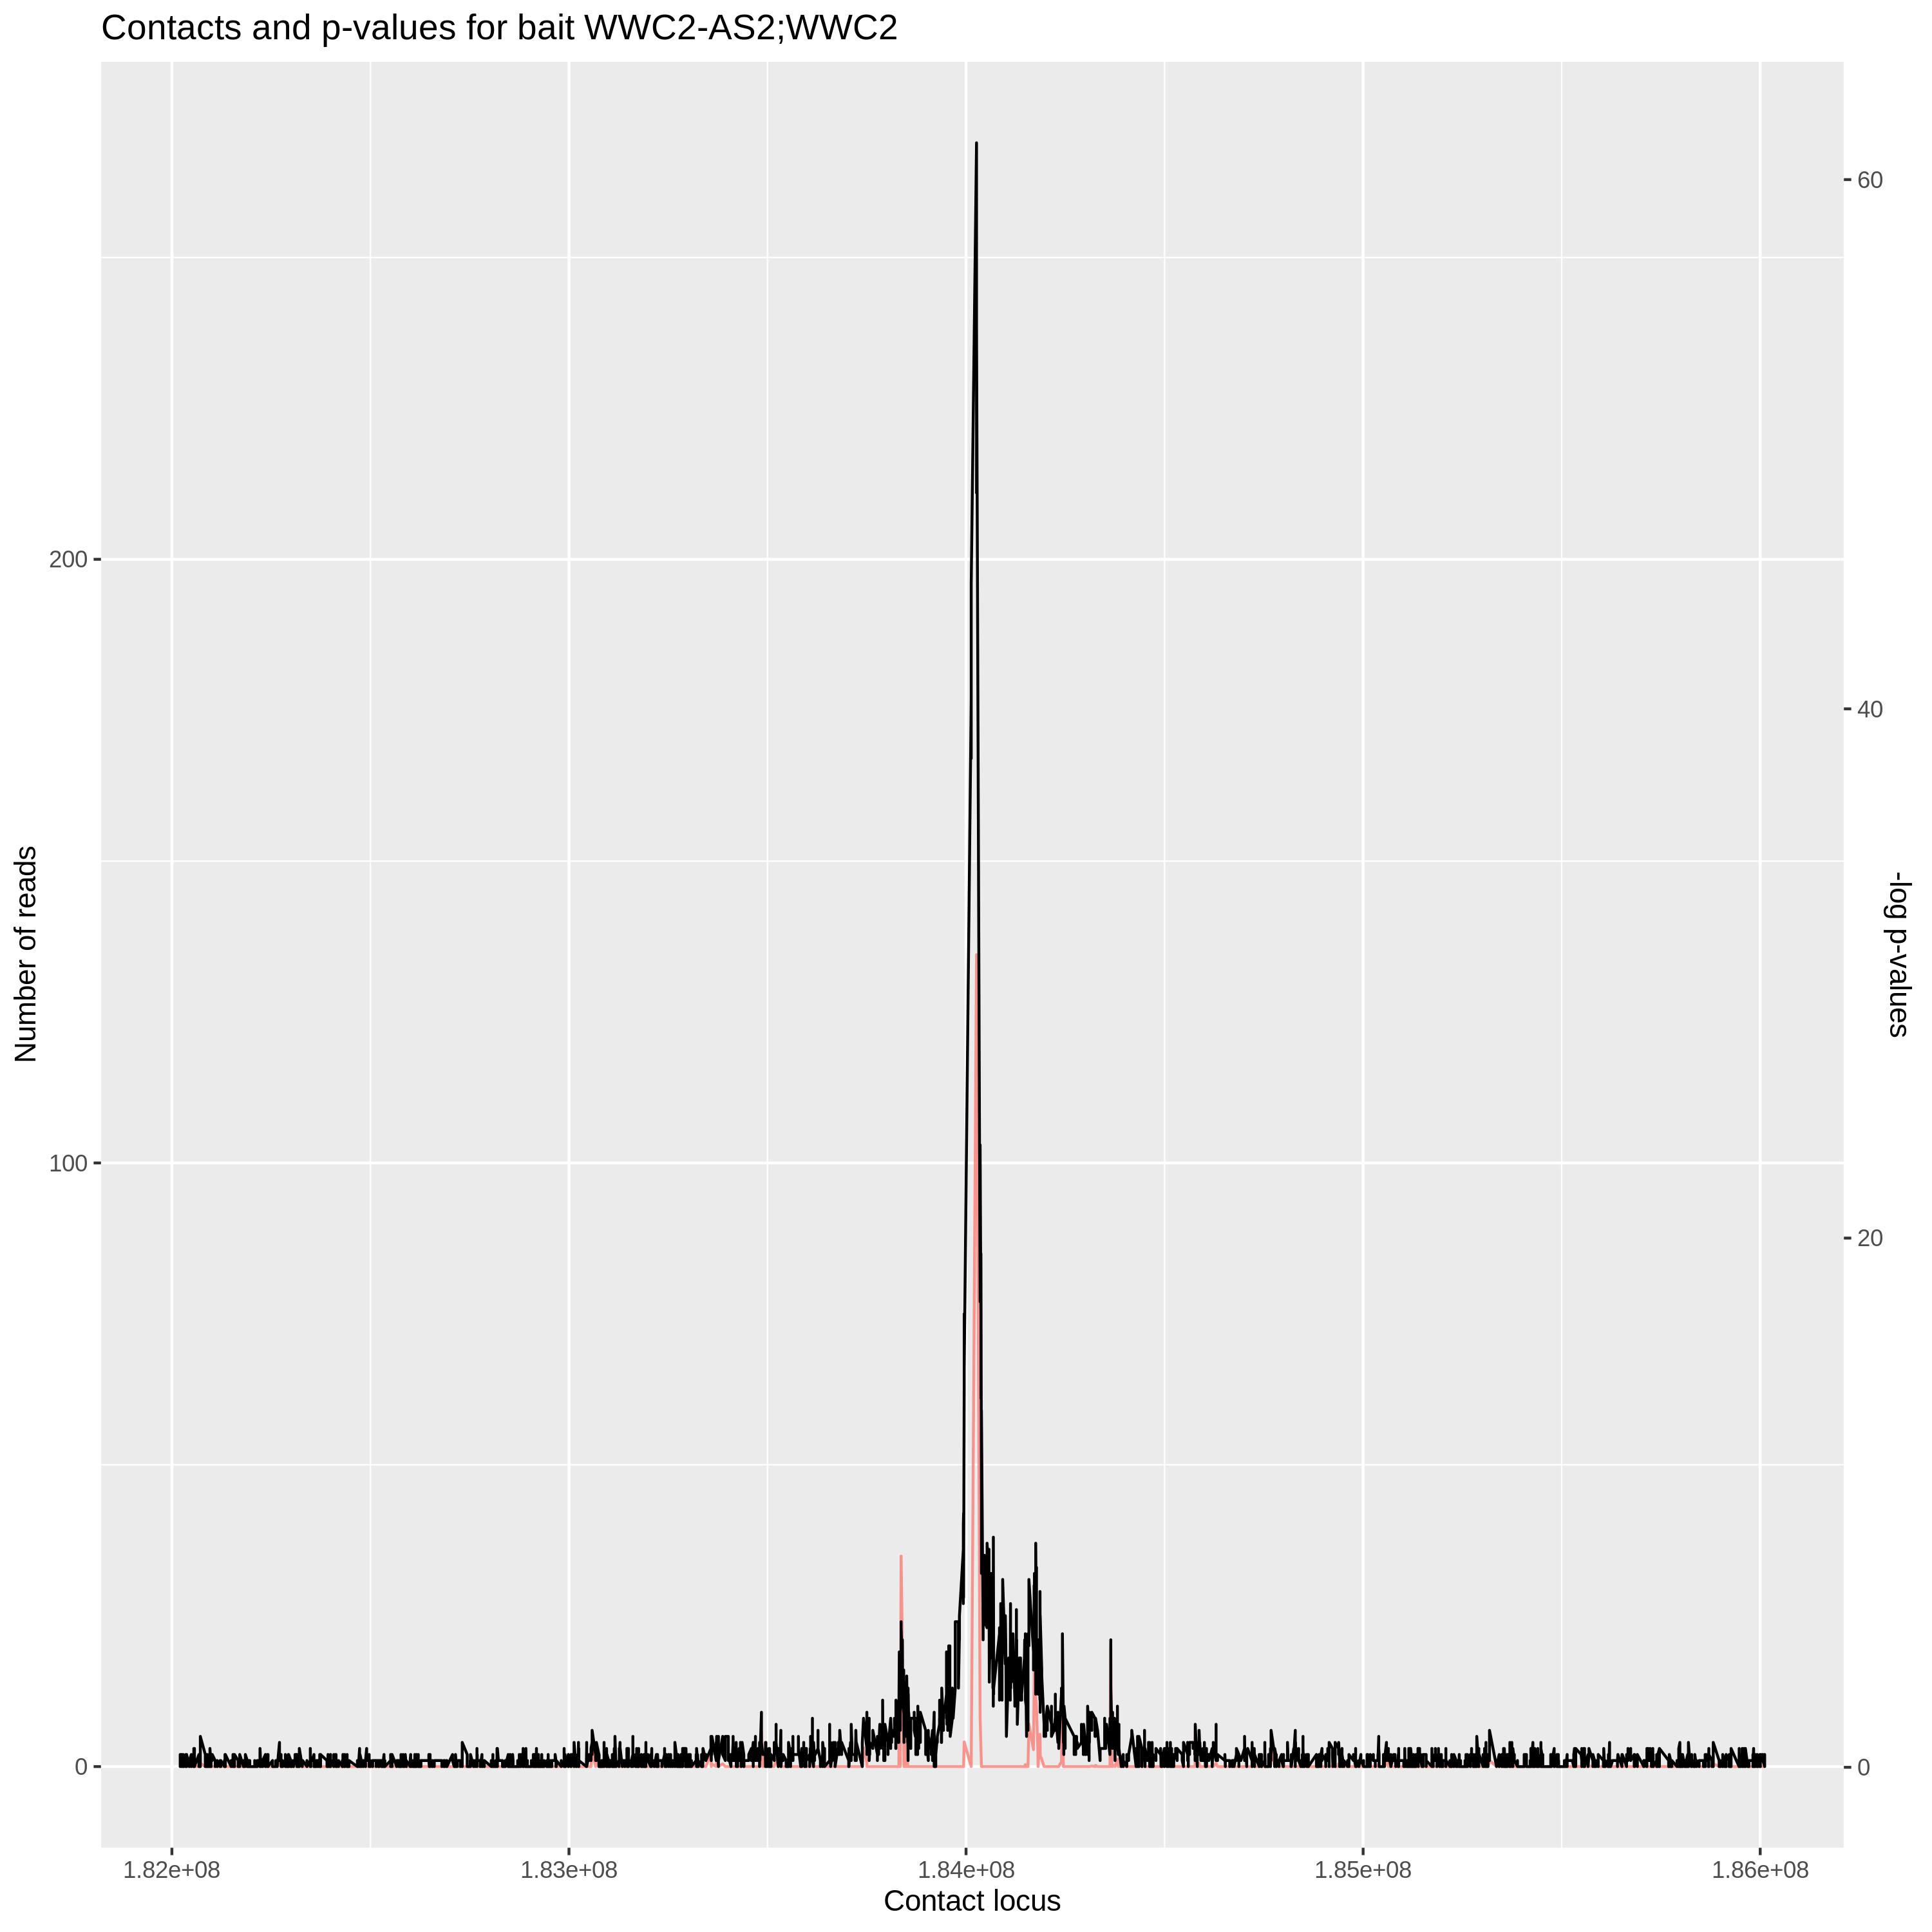 Contacts and p-values for bait WWC2-AS2;WWC2
Number of reads
200
100
0
60
40
20
0
-log p-values
1.82e+08
1.83e+08
1.84e+08
1.85e+08
1.86e+08
Contact locus